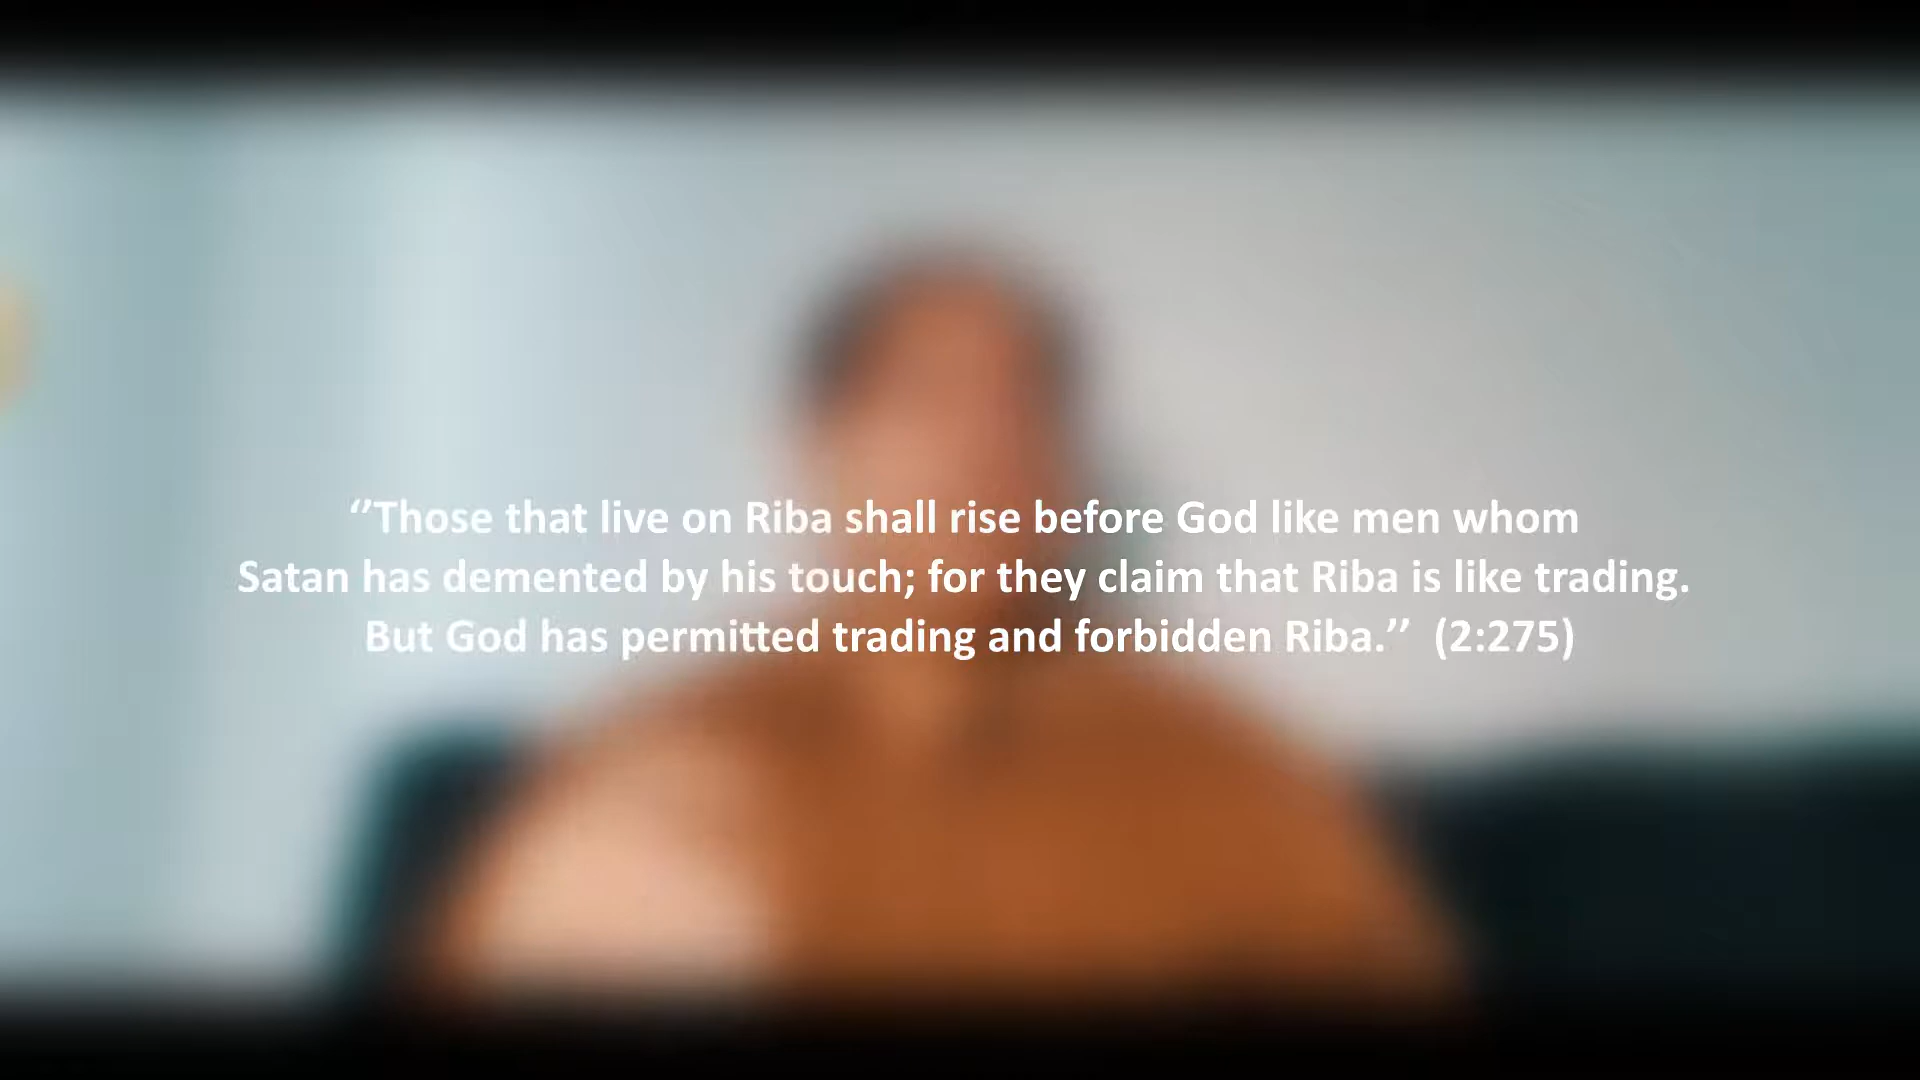 ‘’Those that live on Riba shall rise before God like men whom
Satan has demented by his touch; for they claim that Riba is like trading.
But God has permitted trading and forbidden Riba.’’ (2:275)